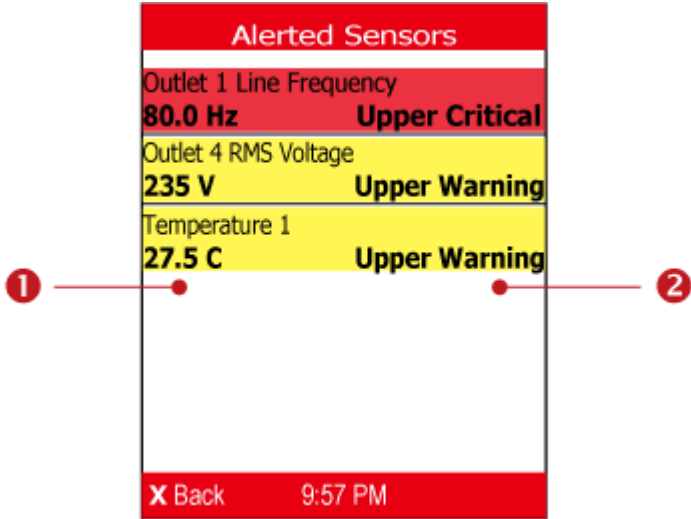 Alerted Sensors
Outlet 1 Line Frequency
80.0 Hz Upper Critical
Outlet 4 RMS Voltage
235 V Upper Warning
Temperature 1
27.5 C Upper Warning
1 2
X Back 9:57 PM